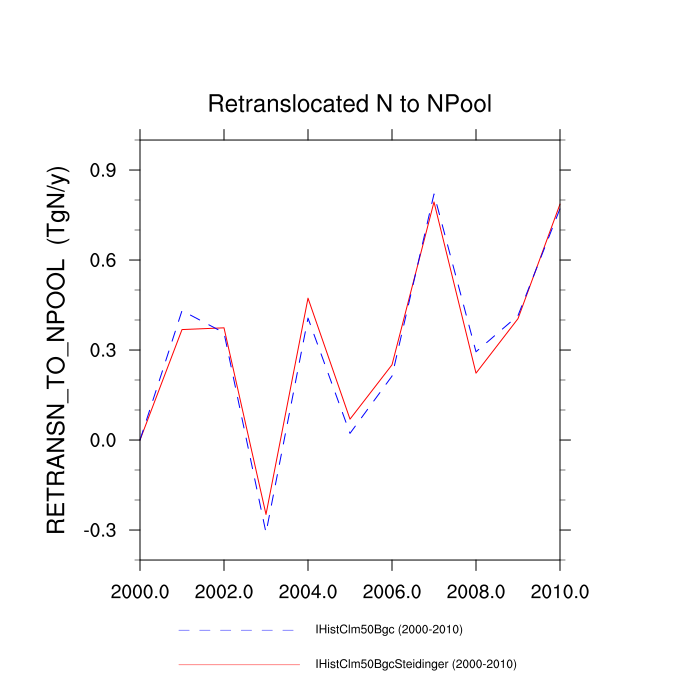 Retranslocated N to NPool
RETRANSN_TO_NPOOL (TgN/y)
0.9
0.6
0.3
0.0
-0.3
2000.0 2002.0 2004.0 2006.0 2008.0 2010.0
IHistClm50Bgc (2000-2010)
IHistClm50BgcSteidinger (2000-2010)